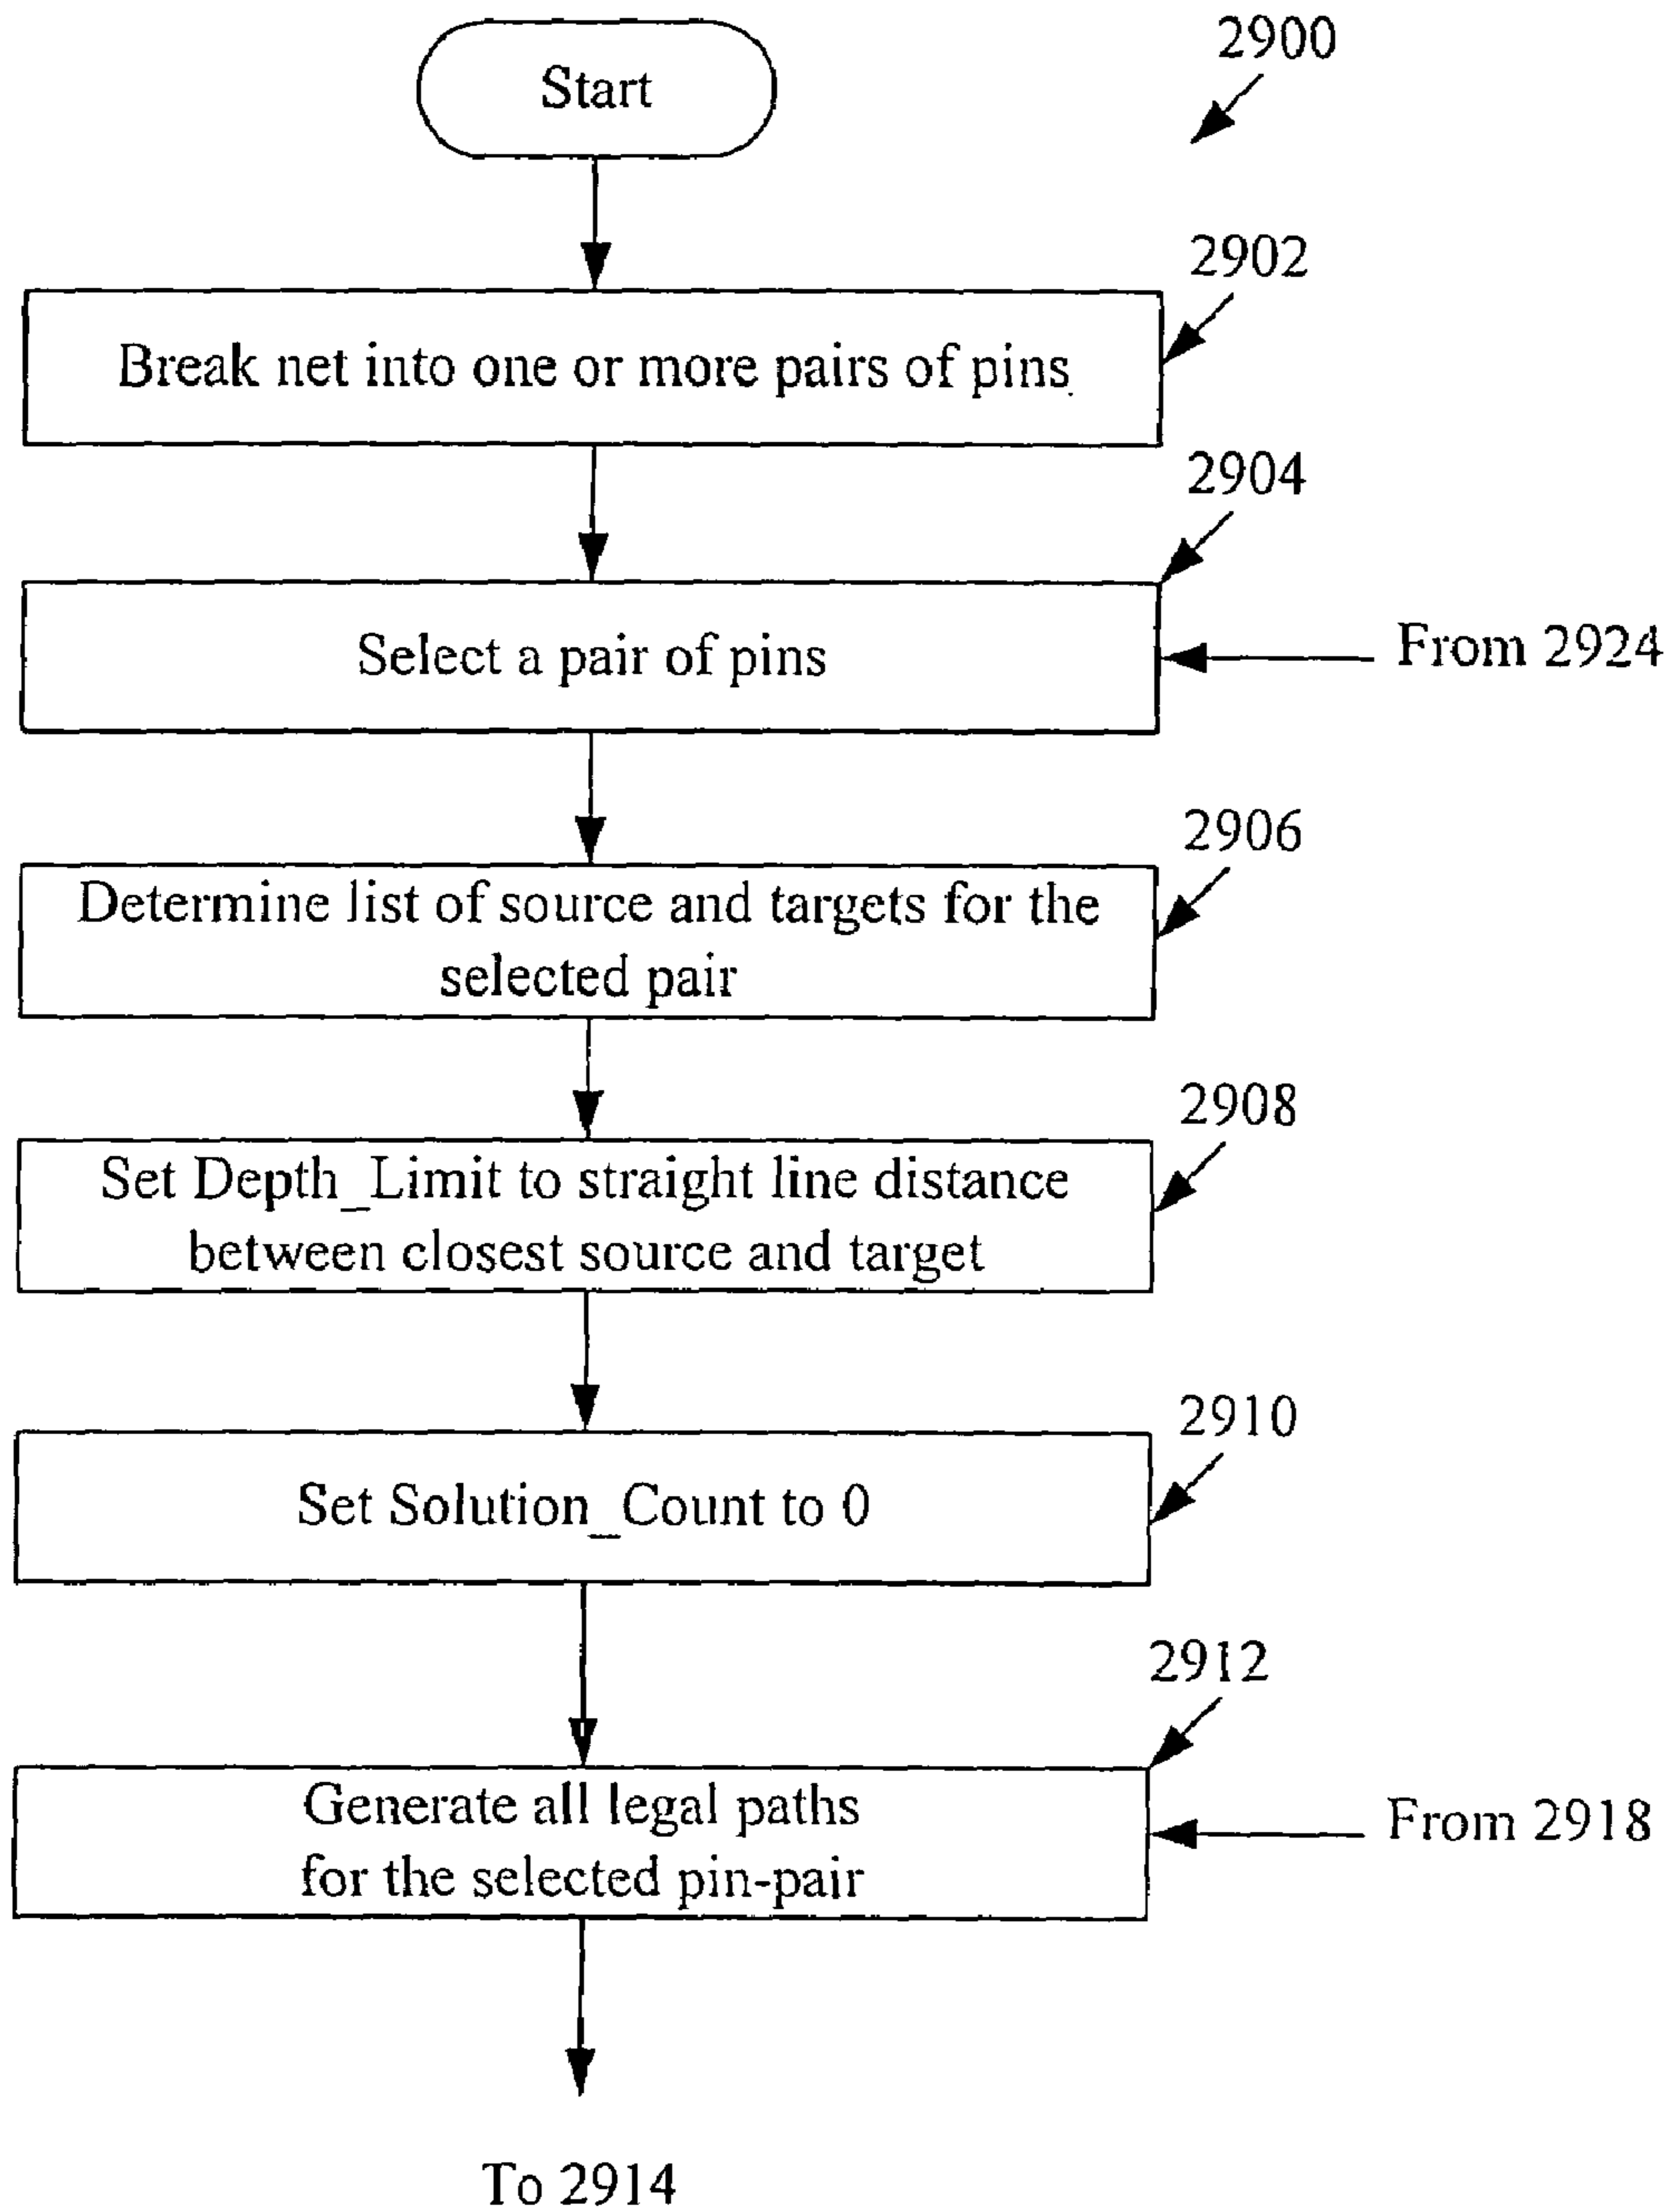 2900
Start
2902
Break net into one or more pairs of pins
2904
Select a pair of pins
From 2924
2906
Determine list of source and targets for the
selected pair
2908
Set Depth_Limit to straight line distance
between closest source and target
2910
Set Solution_Count to 0
2912
Generate all legal paths
for the selected pin-pair
From 2918
To 2914